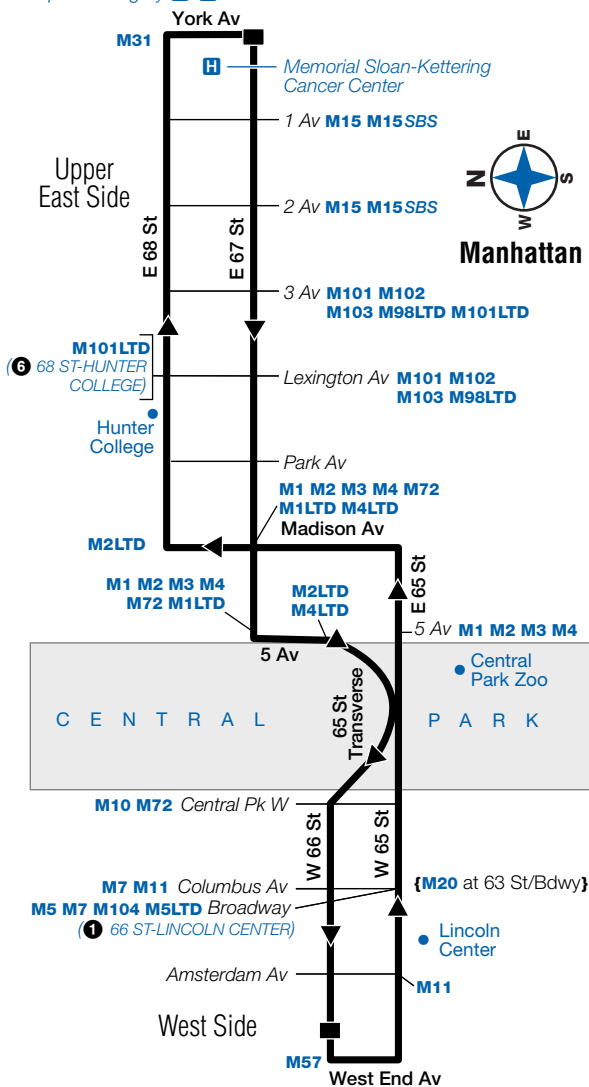 York Av
M31
H Memorial Sloan-Kettering
Cancer Center
1 Av M15 M15SBS
Upper
East Side
E
N S
W
Manhattan
2 Av M15 M15SBS
E 68 St
E 67 St
3 Av M101 M102
M103 M98LTD M101LTD
M101LTD
(6 68 ST-HUNTER
COLLEGE)
Lexington Av M101 M102
M103 M98LTD
Hunter
College
Park Av
M1 M2 M3 M4 M72
M1LTD M4LTD
Madison Av
M2LTD
E 65 St
M1 M2 M3 M4
M72 M1LTD
M2LTD
M4LTD
5 Av M1 M2 M3 M4
5 Av
Central
Park Zoo
65 St
Transverse
CENTRAL PARK
M10 M72 Central Pk W
W 66 St
W 65 St
M7 M11 Columbus Av
{M20 at 63 St/Bdwy}
M5 M7 M104 M5LTD Broadway
(1 66 ST-LINCOLN CENTER)
Lincoln
Center
Amsterdam Av
M11
West Side
M57
West End Av